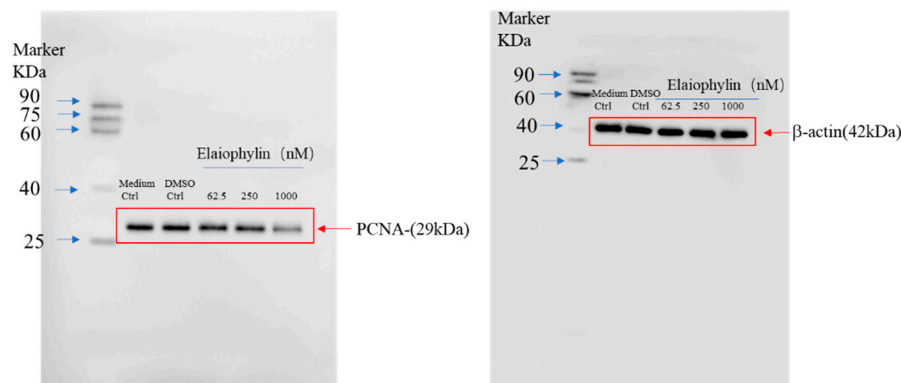 Marker
KDa
90
75
60
40
25
Elaiophylin (nM)
Medium
Ctrl
DMSO
Ctrl
62.5
250
1000
PCNA-(29kDa)
Marker
KDa
90
60
40
25
Medium
Ctrl
DMSO
Ctrl
Elaiophylin (nM)
62.5
250
1000
β-actin(42kDa)